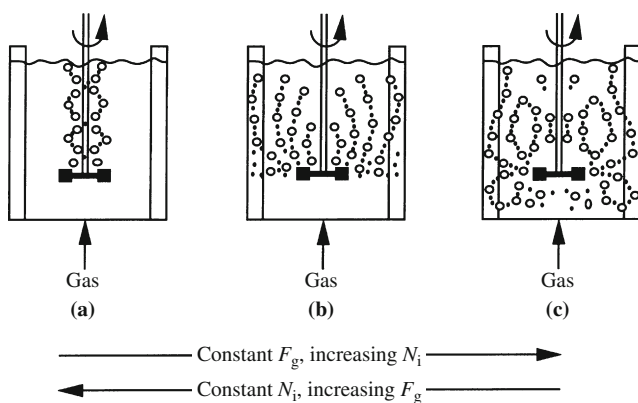 Gas Gas Gas
(a) (b) (c)
Constant Fg, increasing Ni
Constant Ni, increasing Fg